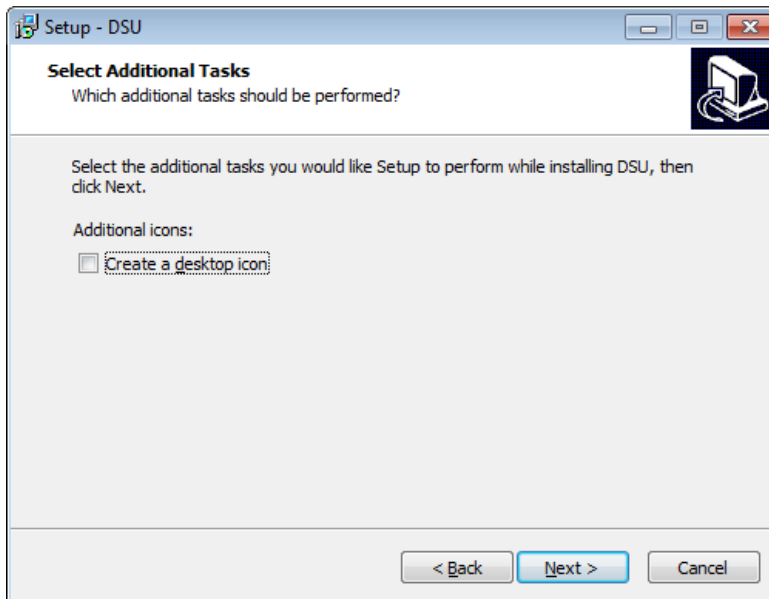 Setup - DSU
Select Additional Tasks
Which additional tasks should be performed?
Select the additional tasks you would like Setup to perform while installing DSU, then
click Next.
Additional icons:
Create a desktop icon
< Back
Next >
Cancel